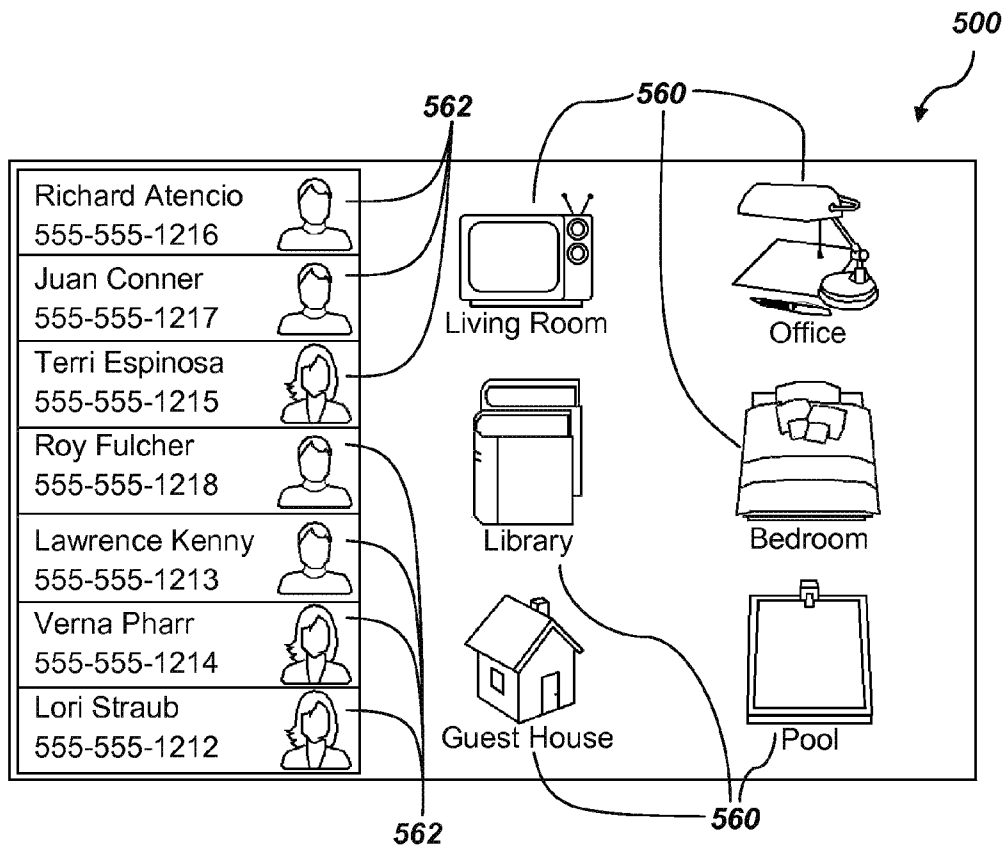 500
560
562
Richard Atencio
555-555-1216
Juan Conner
555-555-1217
Terri Espinosa
555-555-1215
Roy Fulcher
555-555-1218
Lawrence Kenny
555-555-1213
Verna Pharr
555-555-1214
Lori Straub
555-555-1212
Living Room
Office
Library
Bedroom
Guest House
Pool
562
560